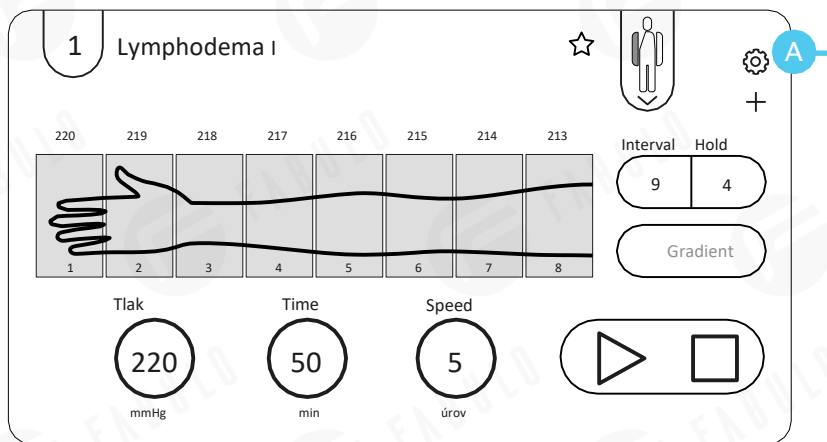 1 Lymphodema I
A
220 219 218 217 216 215 214 213
Interval Hold
9 4
1 2 3 4 5 6 7 8
Gradient
Tlak Time Speed
220 50 5
mmHg min úrov
FABULO